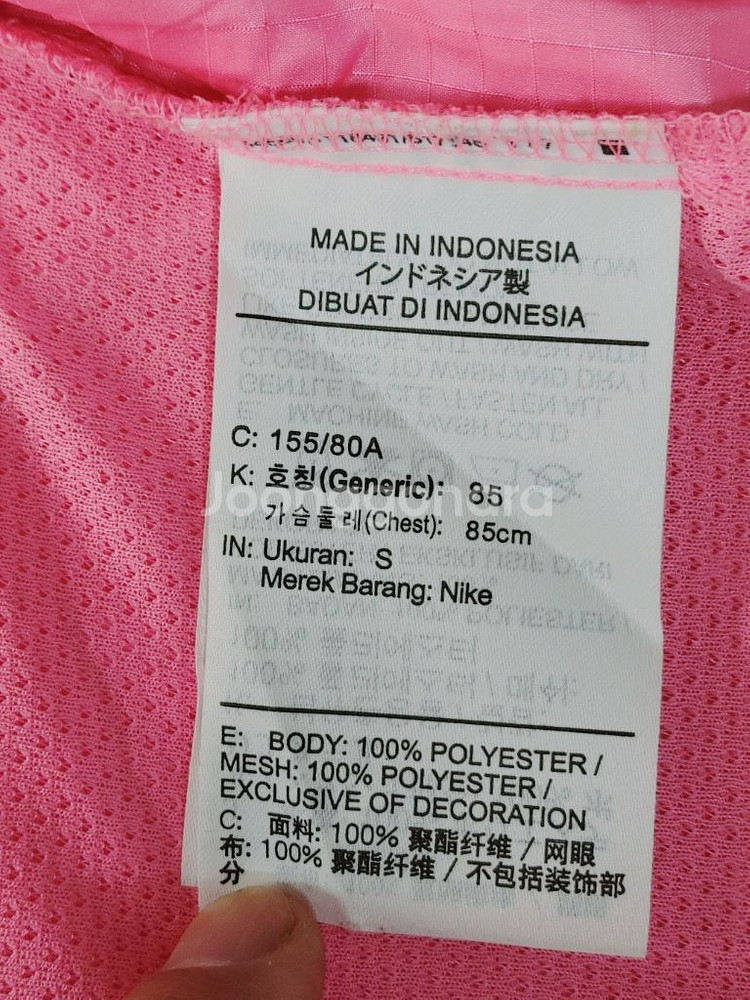 MADE IN INDONESIA
インドネシア製
DIBUAT DI INDONESIA
C: 155/80A
K: 호칭(Generic): 85
가슴둘레(Chest): 85cm
IN: Ukuran: S
Merek Barang: Nike
E: BODY: 100% POLYESTER /
MESH: 100% POLYESTER /
EXCLUSIVE OF DECORATION
C: 面料: 100% 聚酯纤维 / 网眼
布: 100% 聚酯纤维 / 不包括装饰部
分
Joongonara